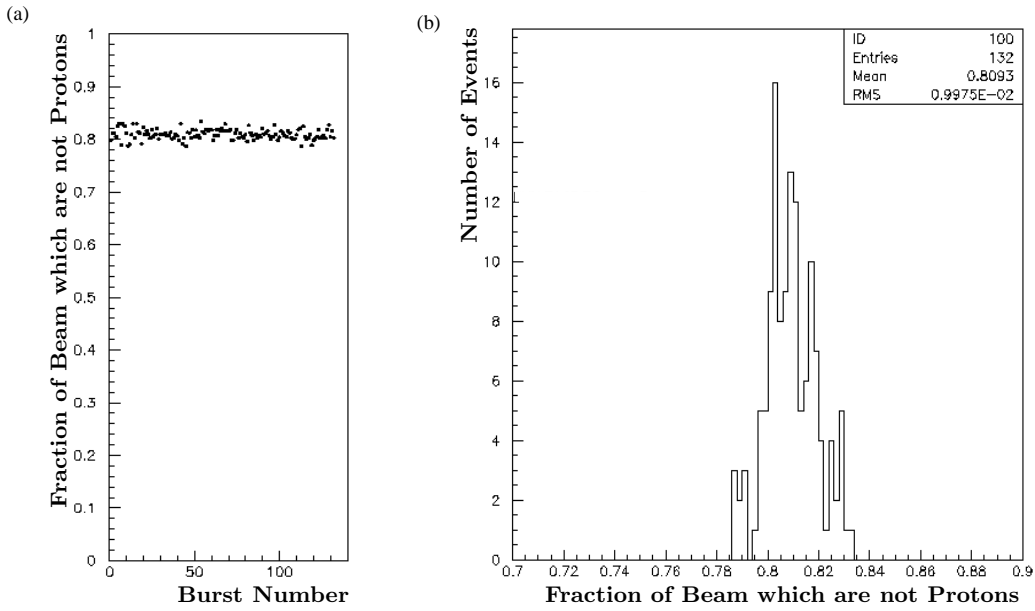 (a)
Fraction of Beam which are not Protons
1
0.9
0.8
0.7
0.6
0.5
0.4
0.3
0.2
0.1
0
0 50 100
Burst Number
(b)
Number of Events
ID 100
Entries 132
Mean 0.8093
RMS 0.9975E-02
16
14
12
10
8
6
4
2
0
0.7 0.72 0.74 0.76 0.78 0.8 0.82 0.84 0.86 0.88 0.9
Fraction of Beam which are not Protons